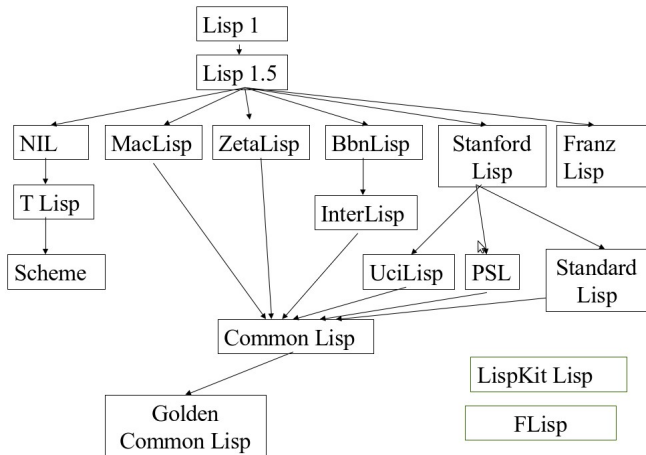 Lisp 1
Lisp 1.5
NIL
MacLisp
ZetaLisp
BbnLisp
Stanford
Lisp
Franz
Lisp
T Lisp
InterLisp
Scheme
UciLisp
PSL
Standard
Lisp
Common Lisp
LispKit Lisp
Golden
Common Lisp
FLisp